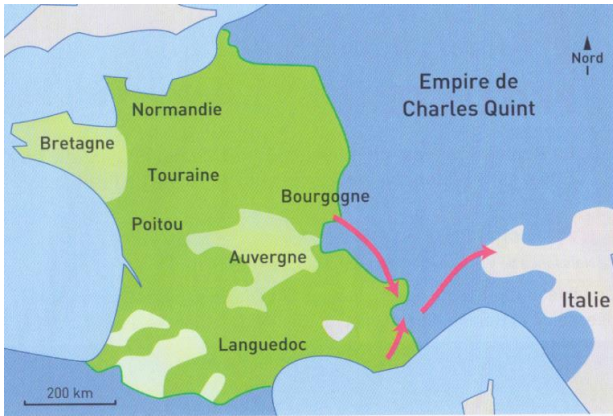 Nord
Empire de
Charles Quint
Normandie
Bretagne
Touraine
Bourgogne
Poitou
Auvergne
Italie
Languedoc
200 km